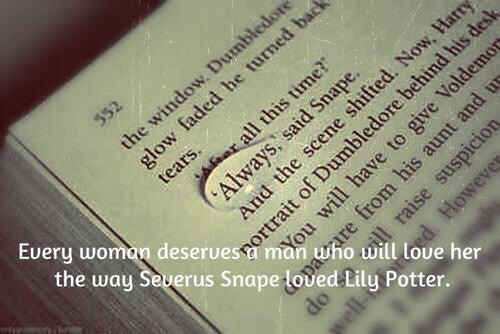 552
the window. Dumbledore
glow faded he turned back
tears.
'After all this time?'
'Always,' said Snape.
And the scene shifted. Now, Harry
portrait of Dumbledore behind his desk
'You will have to give Voldemort
departure from his aunt and
will raise suspicion
However
Every woman deserves a man who will love her
the way Severus Snape loved Lily Potter.